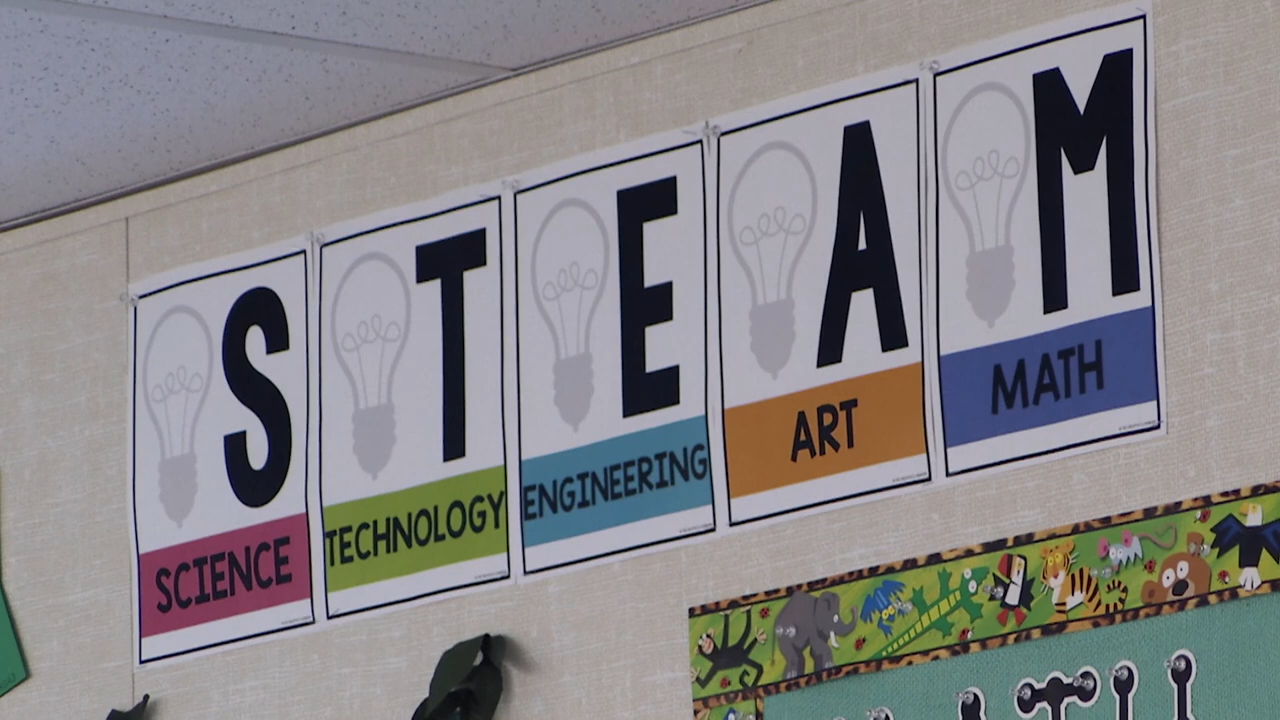 S
SCIENCE
T
TECHNOLOGY
E
ENGINEERING
A
ART
M
MATH